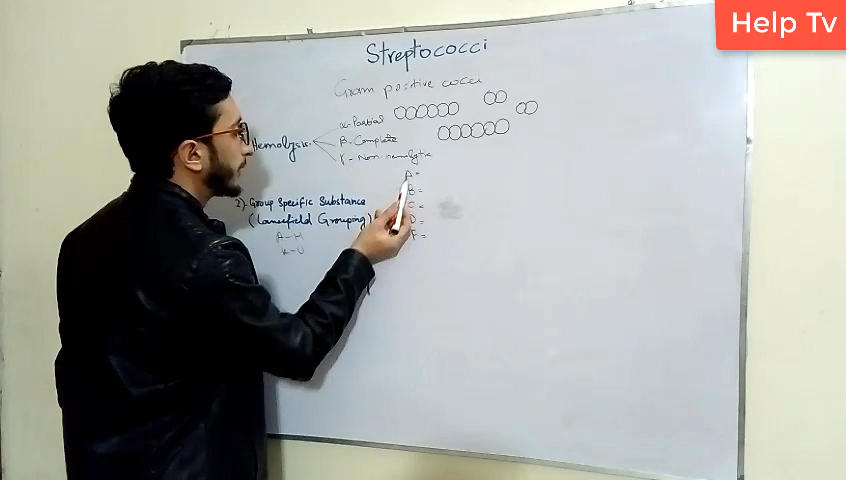 Help Tv
Streptococci
Gram positive cocci
α-Partial
Hemolysis.
β-Complete
γ - Non-hemolytic
A =
2). Group Specific Substance
B =
C =
(Lancefield Grouping)
D =
A-H
F =
K-U